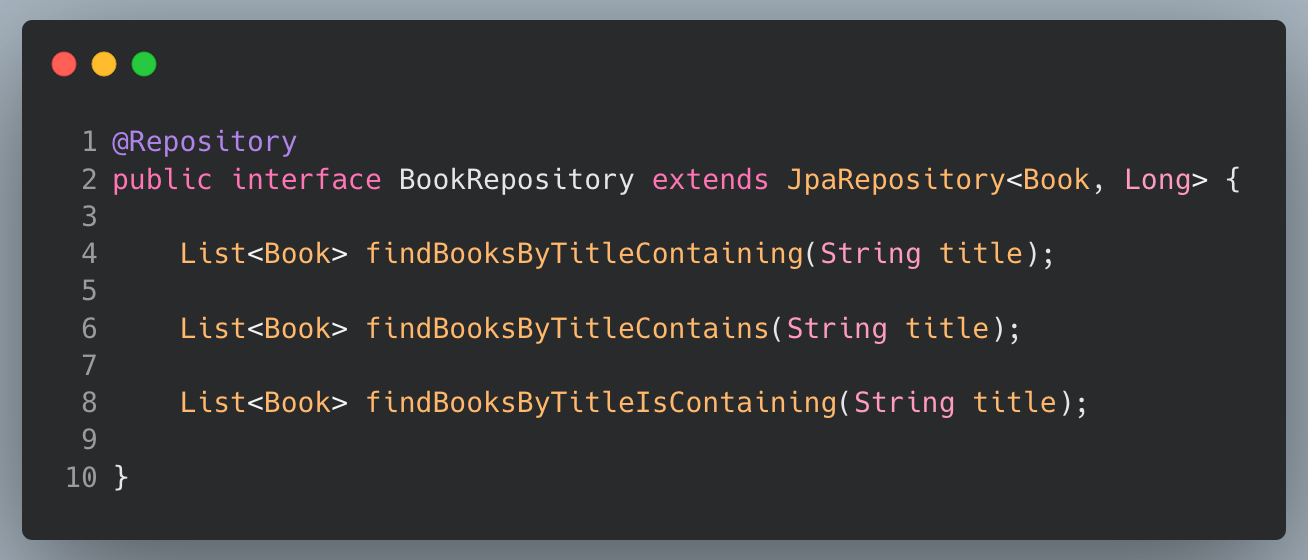 1 @Repository
2 public interface BookRepository extends JpaRepository<Book, Long> {
3
4     List<Book> findBooksByTitleContaining(String title);
5
6     List<Book> findBooksByTitleContains(String title);
7
8     List<Book> findBooksByTitleIsContaining(String title);
9
10 }